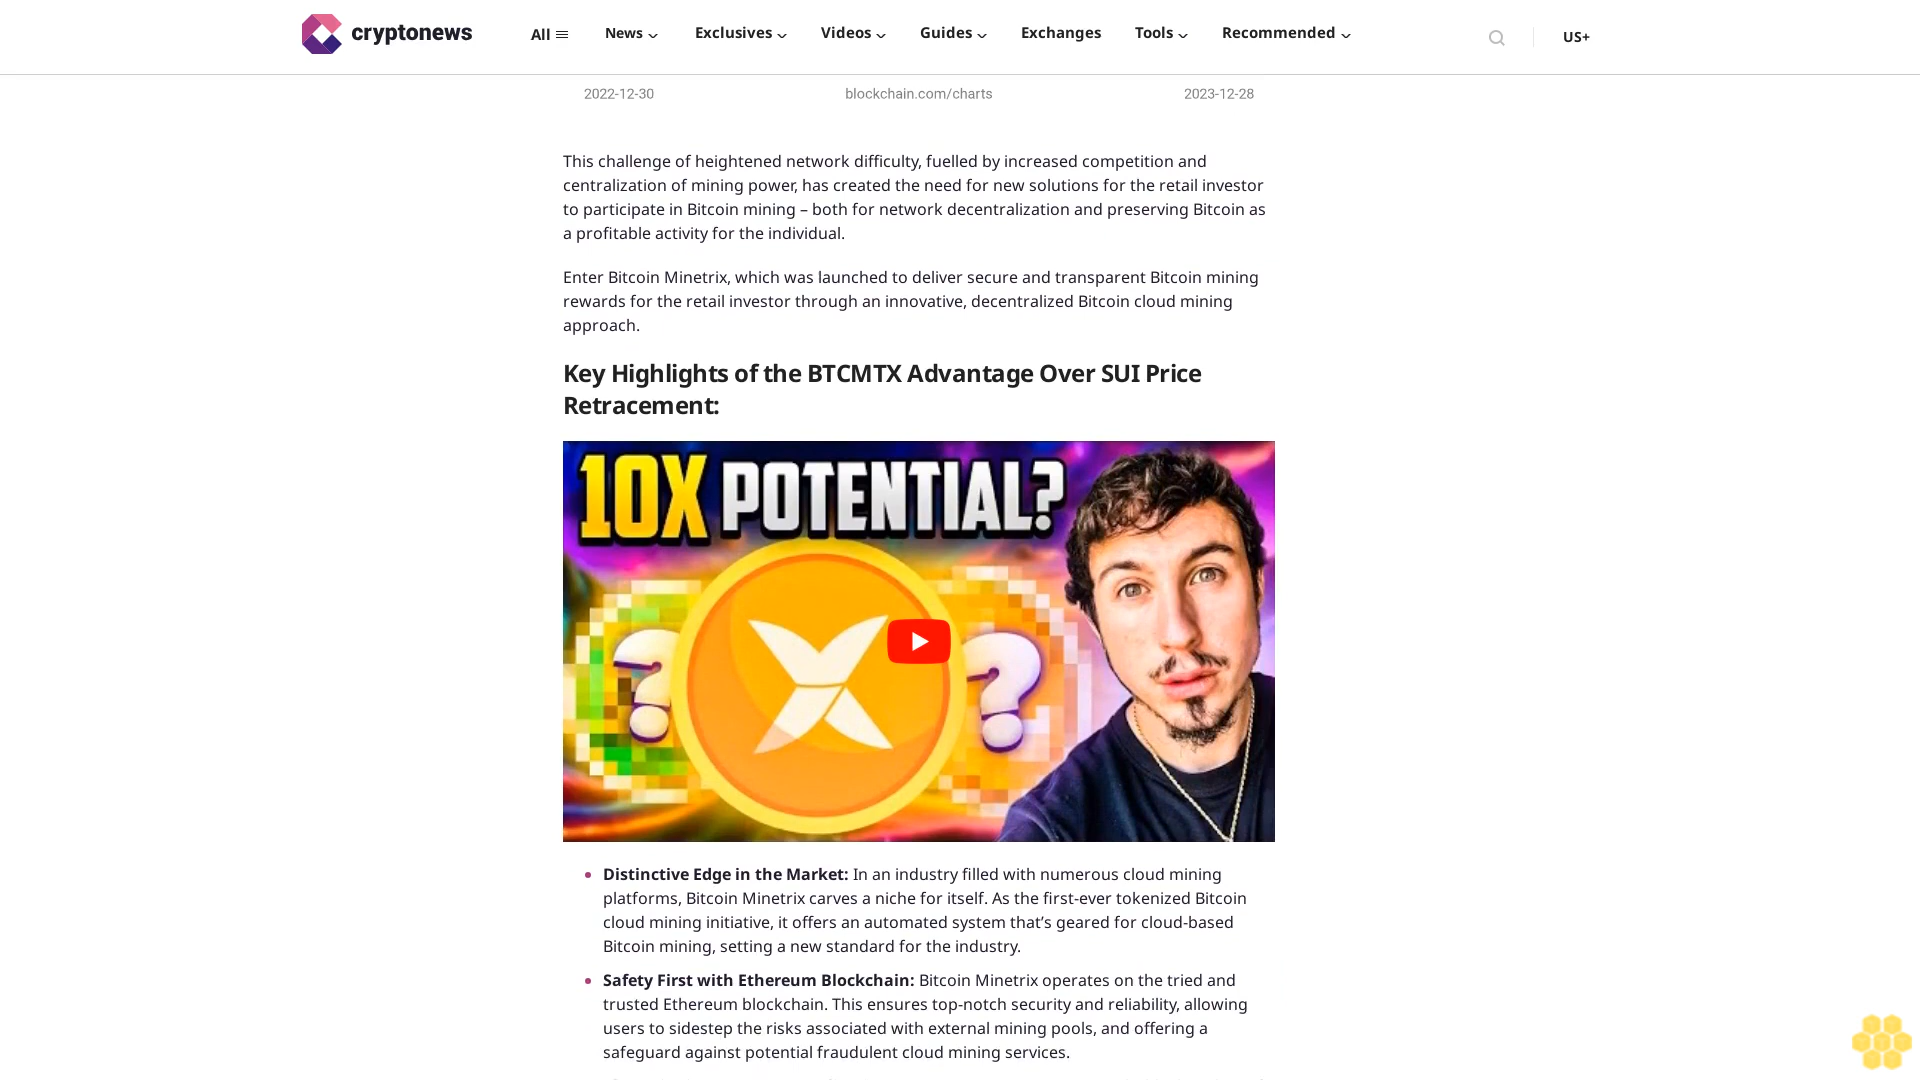 cryptonews
All
News
Exclusives
Videos
Guides
Exchanges
Tools
Recommended
US+
2022-12-30
blockchain.com/charts
2023-12-28
This challenge of heightened network difficulty, fuelled by increased competition and
centralization of mining power, has created the need for new solutions for the retail investor
to participate in Bitcoin mining – both for network decentralization and preserving Bitcoin as
a profitable activity for the individual.
Enter Bitcoin Minetrix, which was launched to deliver secure and transparent Bitcoin mining
rewards for the retail investor through an innovative, decentralized Bitcoin cloud mining
approach.
Key Highlights of the BTCMTX Advantage Over SUI Price
Retracement:
10X POTENTIAL?
? ?
Distinctive Edge in the Market: In an industry filled with numerous cloud mining
platforms, Bitcoin Minetrix carves a niche for itself. As the first-ever tokenized Bitcoin
cloud mining initiative, it offers an automated system that’s geared for cloud-based
Bitcoin mining, setting a new standard for the industry.
Safety First with Ethereum Blockchain: Bitcoin Minetrix operates on the tried and
trusted Ethereum blockchain. This ensures top-notch security and reliability, allowing
users to sidestep the risks associated with external mining pools, and offering a
safeguard against potential fraudulent cloud mining services.